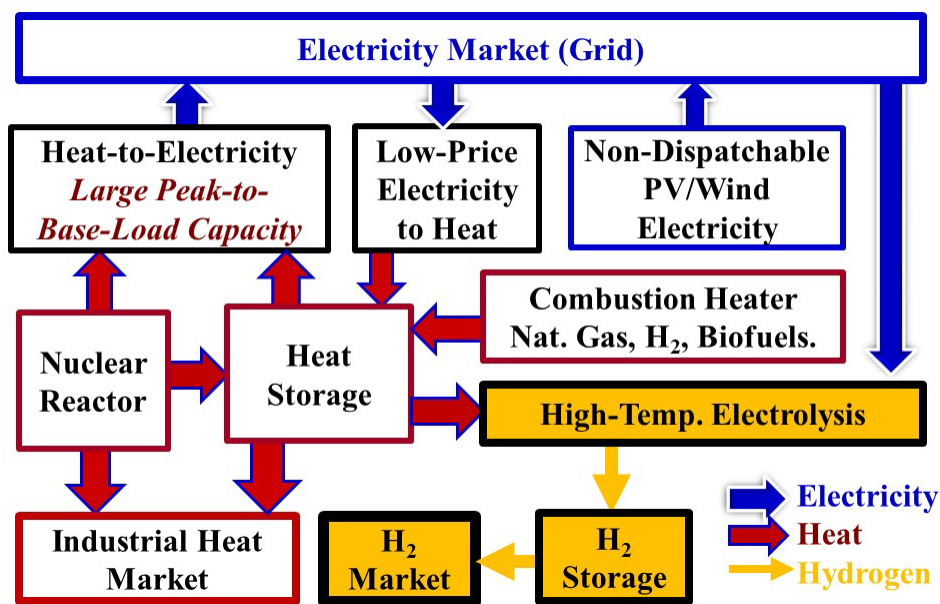 Electricity Market (Grid)
Heat-to-Electricity
Large Peak-to-
Base-Load Capacity
Low-Price
Electricity
to Heat
Non-Dispatchable
PV/Wind
Electricity
Nuclear
Reactor
Heat
Storage
Combustion Heater
Nat. Gas, H₂, Biofuels.
High-Temp. Electrolysis
Industrial Heat
Market
H₂
Market
H₂
Storage
Electricity
Heat
Hydrogen